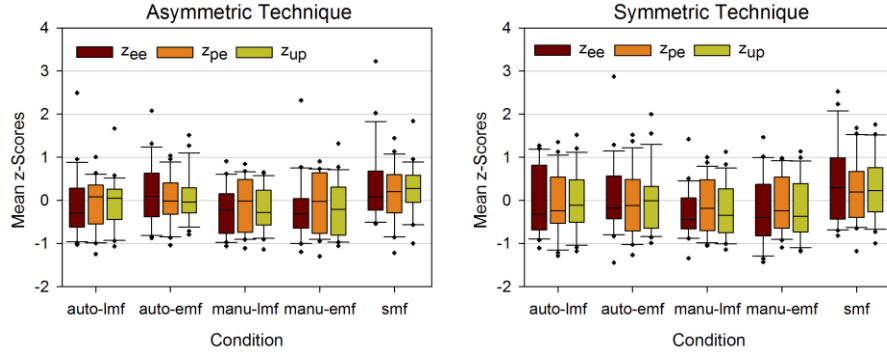 Asymmetric Technique
4
3
2
1
0
-1
-2
Mean z-Scores
zee zpe zup
auto-lmf auto-emf manu-lmf manu-emf smf
Condition
Symmetric Technique
4
3
2
1
0
-1
-2
Mean z-Scores
zee zpe zup
auto-lmf auto-emf manu-lmf manu-emf smf
Condition